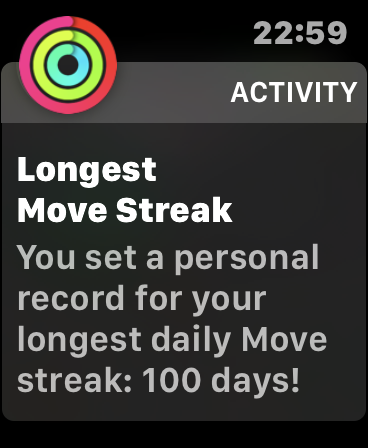 22:59
ACTIVITY
Longest
Move Streak
You set a personal
record for your
longest daily Move
streak: 100 days!